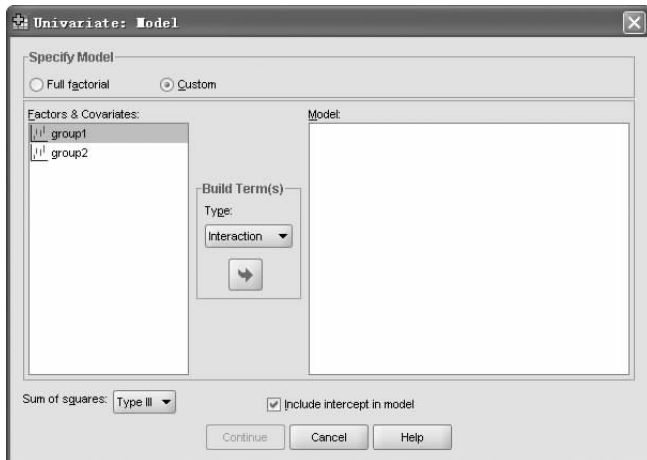 Univariate: Model
Specify Model
Full factorial
Custom
Factors & Covariates:
group1
group2
Build Term(s)
Type:
Interaction
Model:
Sum of squares:
Type III
Include intercept in model
Continue
Cancel
Help